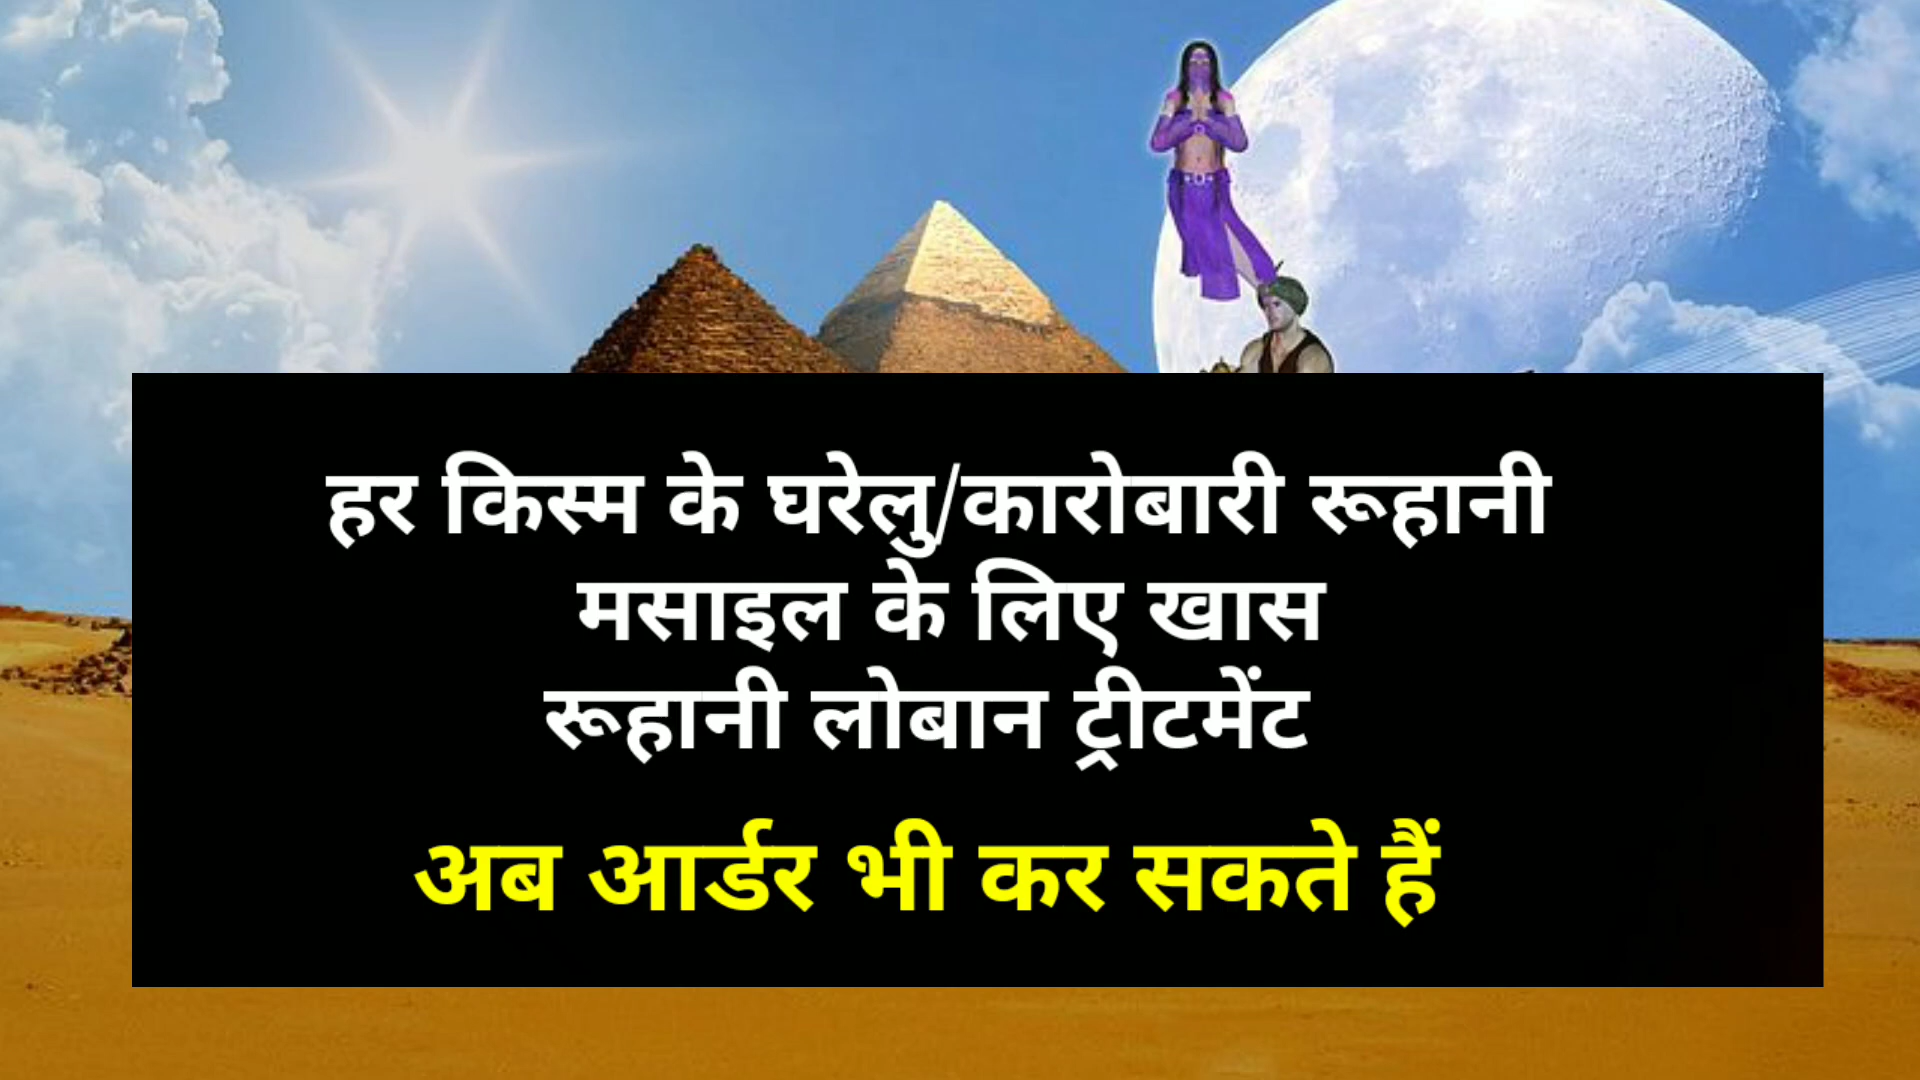 हर किस्म के घरेलु/कारोबारी रूहानी
मसाइल के लिए खास
रूहानी लोबान ट्रीटमेंट
अब आर्डर भी कर सकते हैं